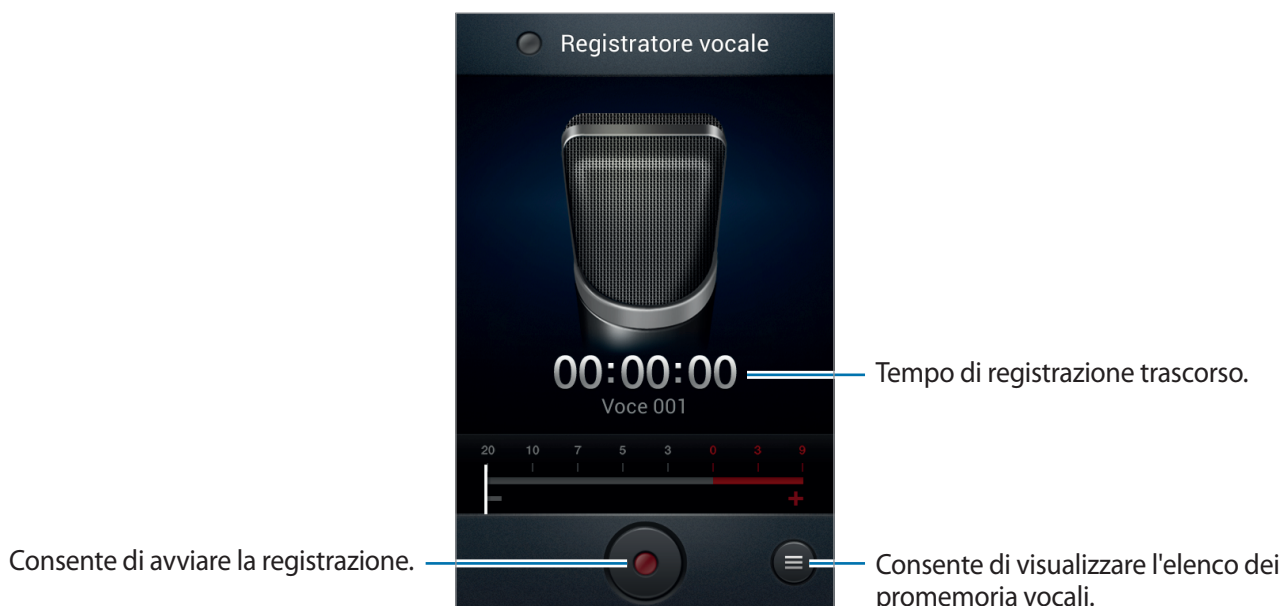 Registratore vocale
00:00:00
Tempo di registrazione trascorso.
Voce 001
20 10 7 5 3 0 3 9
- +
Consente di avviare la registrazione.
Consente di visualizzare l'elenco dei
promemoria vocali.